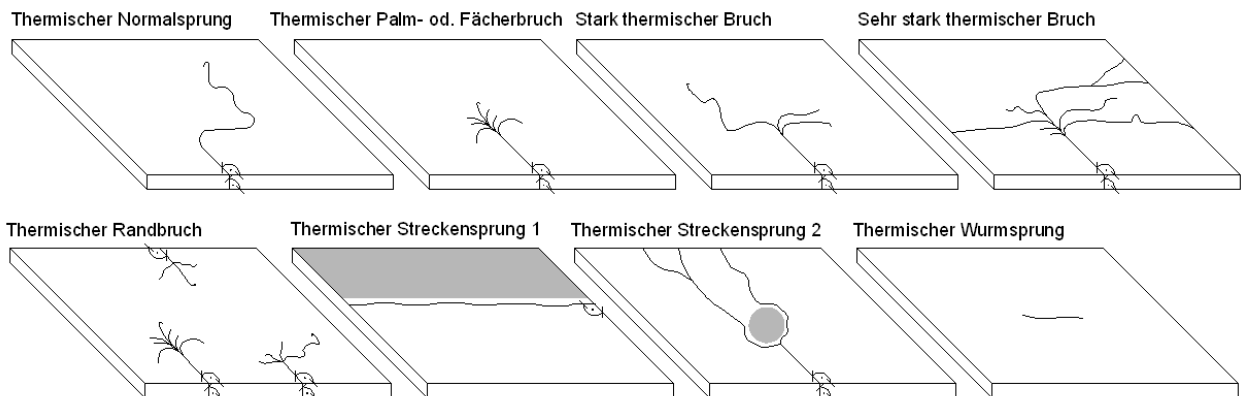 Thermischer Normalsprung
Thermischer Palm- od. Fächerbruch
Stark thermischer Bruch
Sehr stark thermischer Bruch
Thermischer Randbruch
Thermischer Streckensprung 1
Thermischer Streckensprung 2
Thermischer Wurmsprung